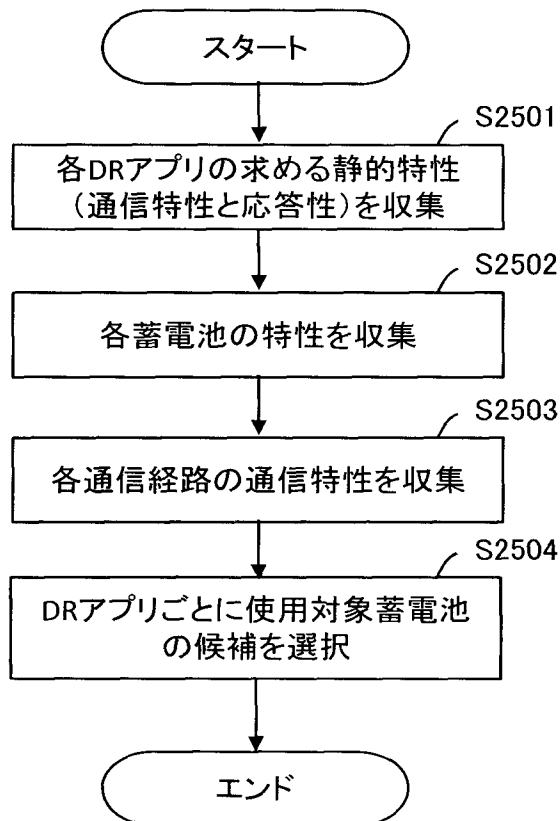 スタート
S2501
各DRアプリの求める静的特性
（通信特性と応答性）を収集
S2502
各蓄電池の特性を収集
S2503
各通信経路の通信特性を収集
S2504
DRアプリごとに使用対象蓄電池
の候補を選択
エンド